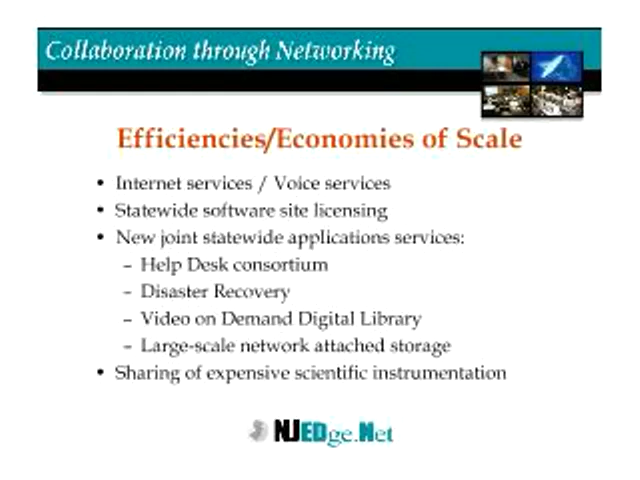 Collaboration through Networking
Efficiencies/Economies of Scale
• Internet services / Voice services
• Statewide software site licensing
• New joint statewide applications services:
– Help Desk consortium
– Disaster Recovery
– Video on Demand Digital Library
– Large-scale network attached storage
• Sharing of expensive scientific instrumentation
NJEDge.Net